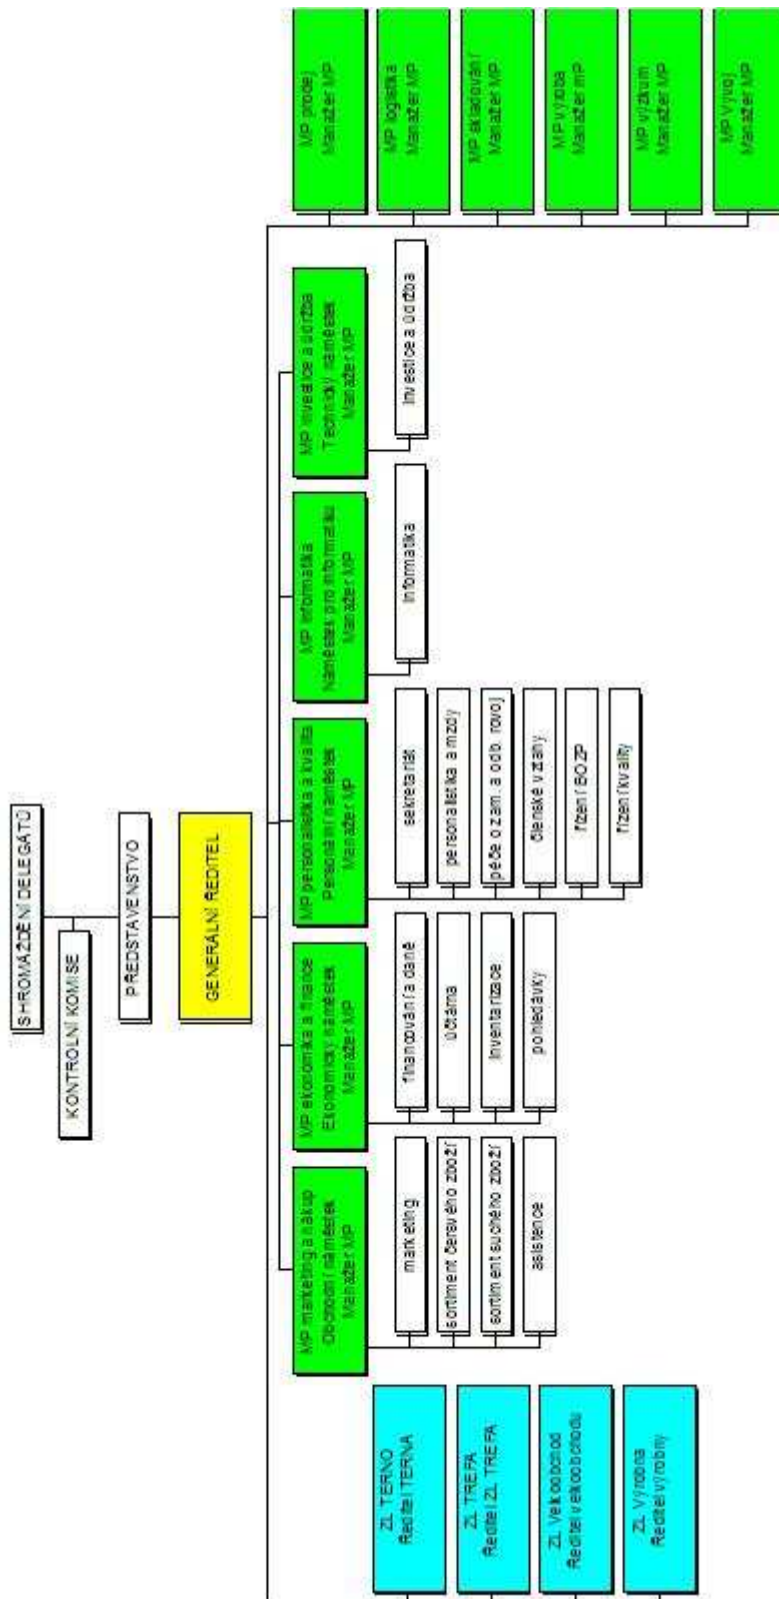 SHROMÁŽDĚNÍ DELEGÁTŮ
KONTROLNÍ KOMISE
PŘEDSTAVENSTVO
GENERÁLNÍ ŘEDITEL
ZL TERNO
Ředitel TERNA
ZL TREFA
Ředitel ZL TREFA
ZL Velkoobchod
Ředitel velkoobchodu
ZL Výrobna
Ředitel výrobny
MP marketing a nákup
Obchodní náměstek
Manažer MP
marketing
sortiment čersvého zboží
sortiment suchého zboží
asistence
MP ekonomika a finance
Ekonomický náměstek
Manažer MP
financování a daně
účtárna
inventarizace
pohledávky
MP personalistika a kvalita
Personání náměstek
Manažer MP
sekretariát
personalistika a mzdy
péče o zam. a odb. rovoj
členské vztahy
řízení BOZP
řízení kvality
MP informatika
Náměstek pro informatiku
Manažer MP
informatika
MP investice a údržba
Technický náměstek
Manažer MP
investice a údržba
MP prodej
Manažer MP
MP logistika
Manažer MP
MP skladování
Manažer MP
MP výroba
Manažer mP
MP výzkum
Manažer MP
MP Vývoj
Manažer MP